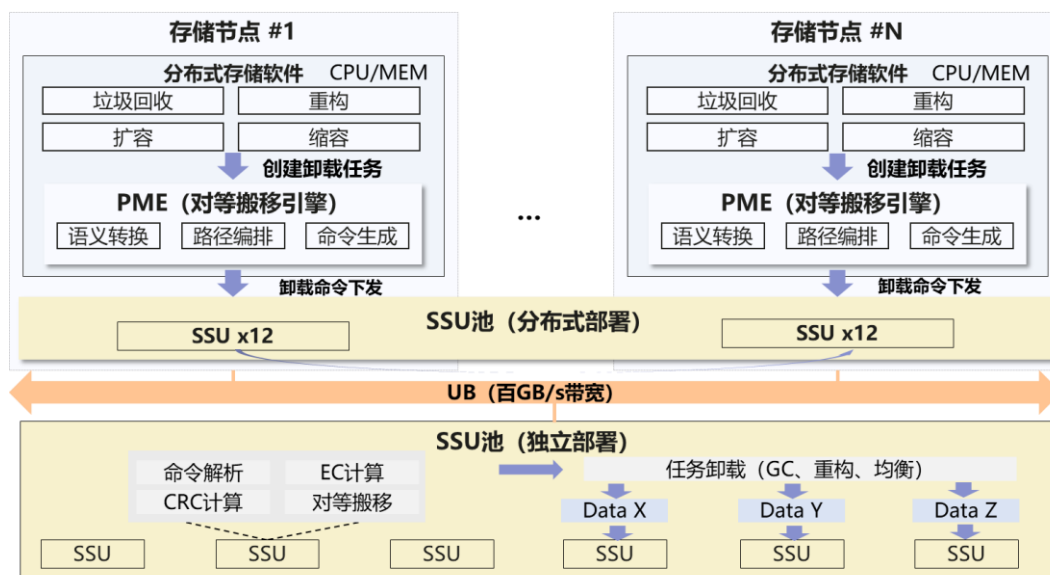 存储节点 #1
分布式存储软件 CPU/MEM
垃圾回收 重构
扩容 缩容
创建卸载任务
PME（对等搬移引擎）
语义转换 路径编排 命令生成
卸载命令下发
...
存储节点 #N
分布式存储软件 CPU/MEM
垃圾回收 重构
扩容 缩容
创建卸载任务
PME（对等搬移引擎）
语义转换 路径编排 命令生成
卸载命令下发
SSU池（分布式部署）
SSU x12 SSU x12
UB（百GB/s带宽）
SSU池（独立部署）
命令解析 EC计算
CRC计算 对等搬移
任务卸载（GC、重构、均衡）
Data X Data Y Data Z
SSU SSU SSU SSU SSU SSU